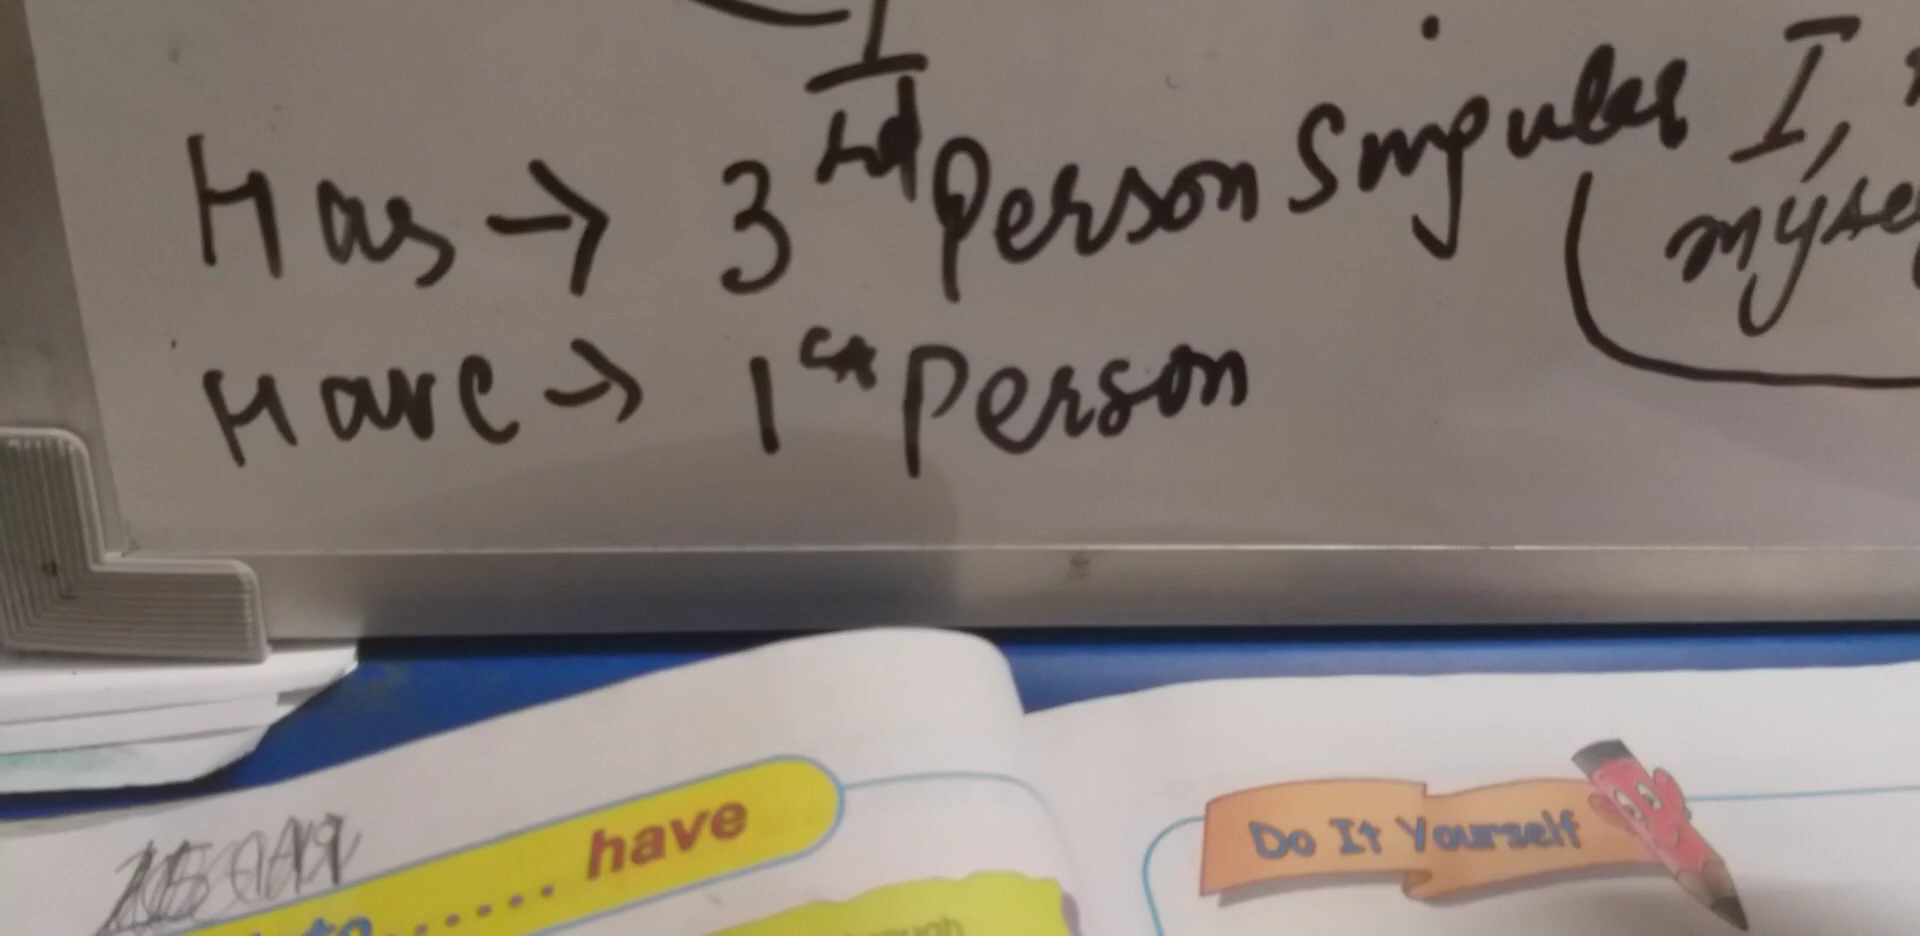 I
Has → 3rd Person Singular I,
Have → 1st Person
have
Do It Yourself